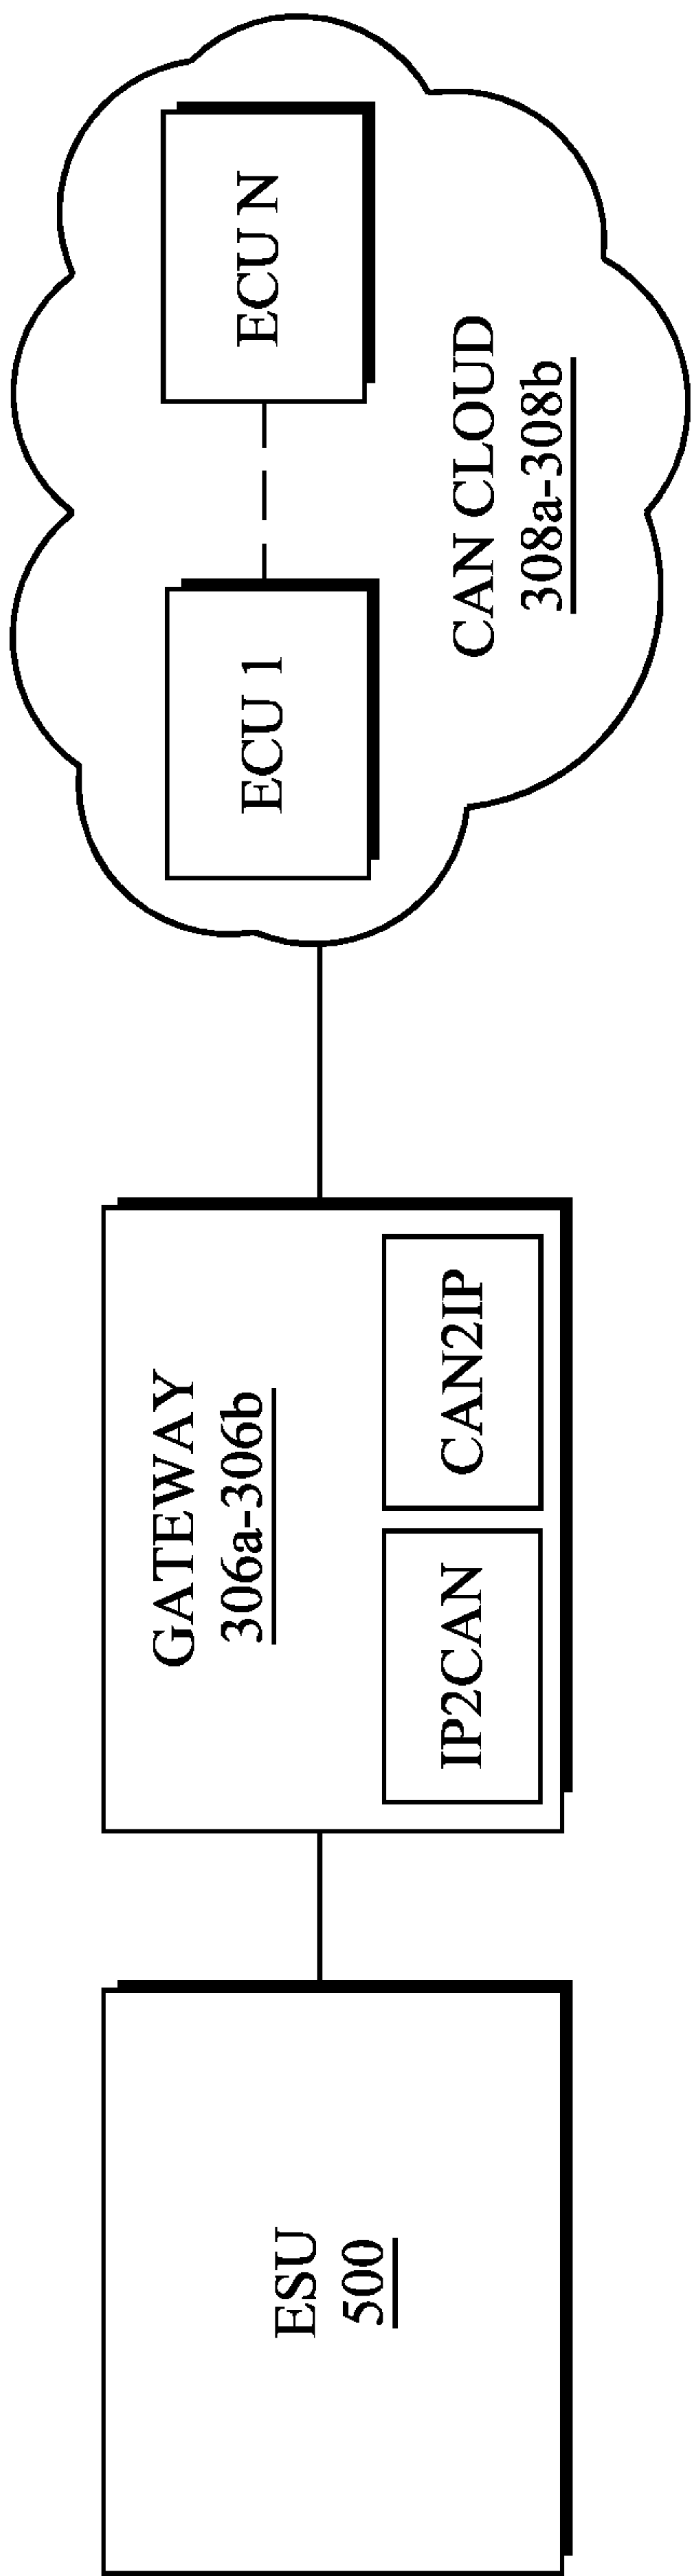 ESU
500
GATEWAY
306a-306b
IP2CAN
CAN2IP
ECU 1
ECU N
CAN CLOUD
308a-308b